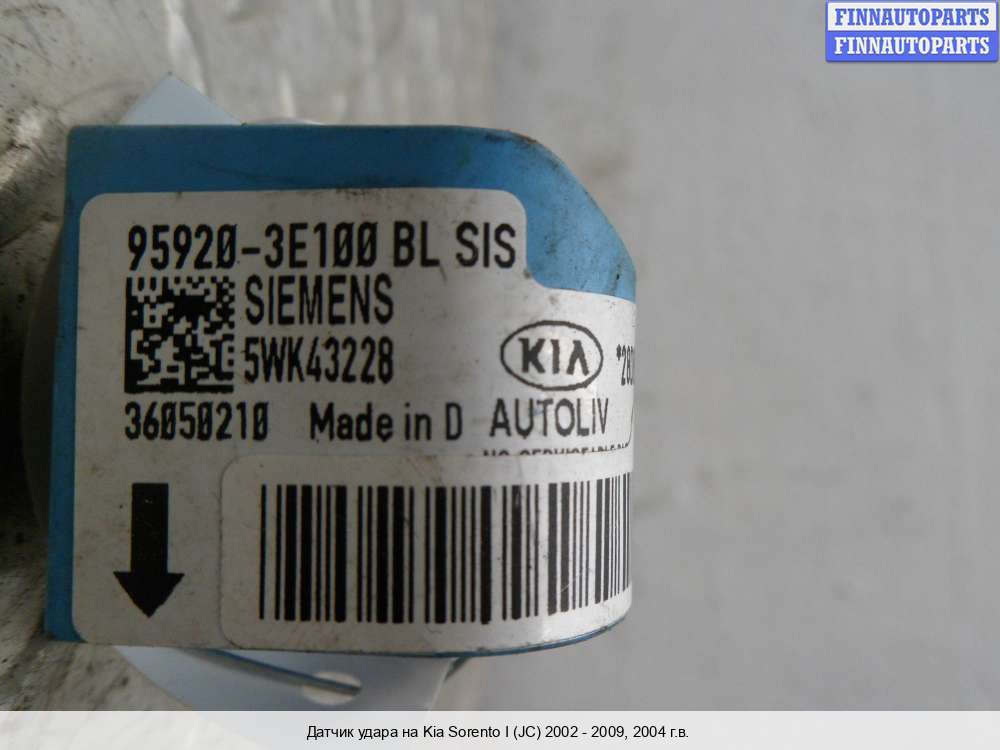 FINNAUTOPARTS
FINNAUTOPARTS
95920-3E100 BL SIS
SIEMENS
5WK43228
KIA
36050210 Made in D AUTOLIV
Датчик удара на Kia Sorento I (JC) 2002 - 2009, 2004 г.в.